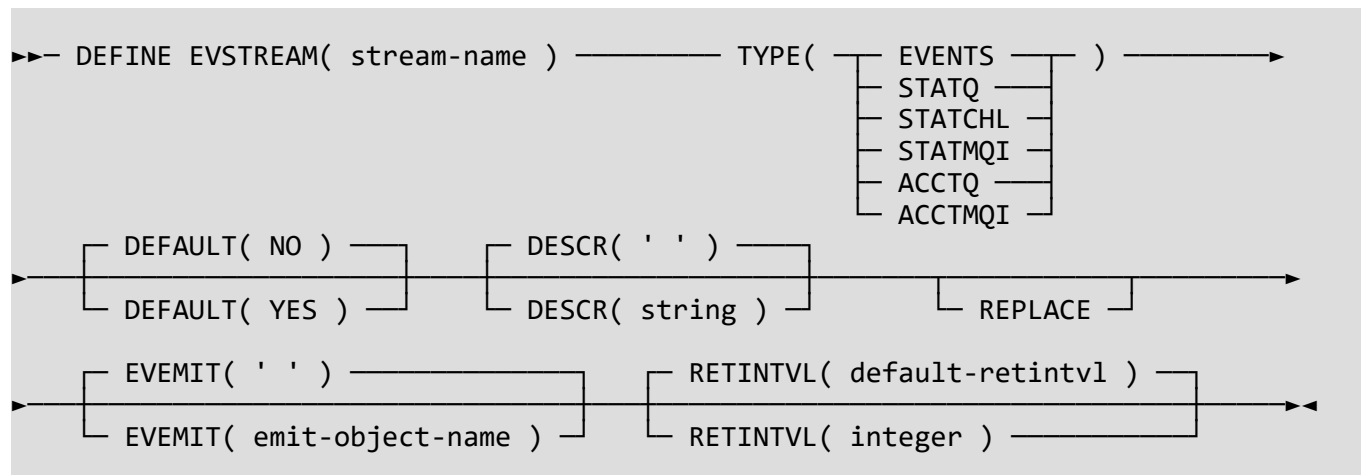 ►►─ DEFINE EVSTREAM( stream-name ) ───────── TYPE( ─┬─ EVENTS ──┬─ ) ─────────►
├─ STATQ ───┤
├─ STATCHL ─┤
├─ STATMQI ─┤
├─ ACCTQ ───┤
└─ ACCTMQI ─┘
┌─ DEFAULT( NO ) ───┐ ┌─ DESCR( ' ' ) ────┐
►───┼───────────────────┼───┼───────────────────┼──────┬───────────┬─────────►
└─ DEFAULT( YES ) ──┘ └─ DESCR( string ) ─┘ └─ REPLACE ─┘
┌─ EVEMIT( ' ' ) ─────────────┐ ┌─ RETINTVL( default-retintvl ) ──┐
►───┼─────────────────────────────┼──┼─────────────────────────────────┼─────►◄
└─ EVEMIT( emit-object-name ) ─┘ └─ RETINTVL( integer ) ───────────┘